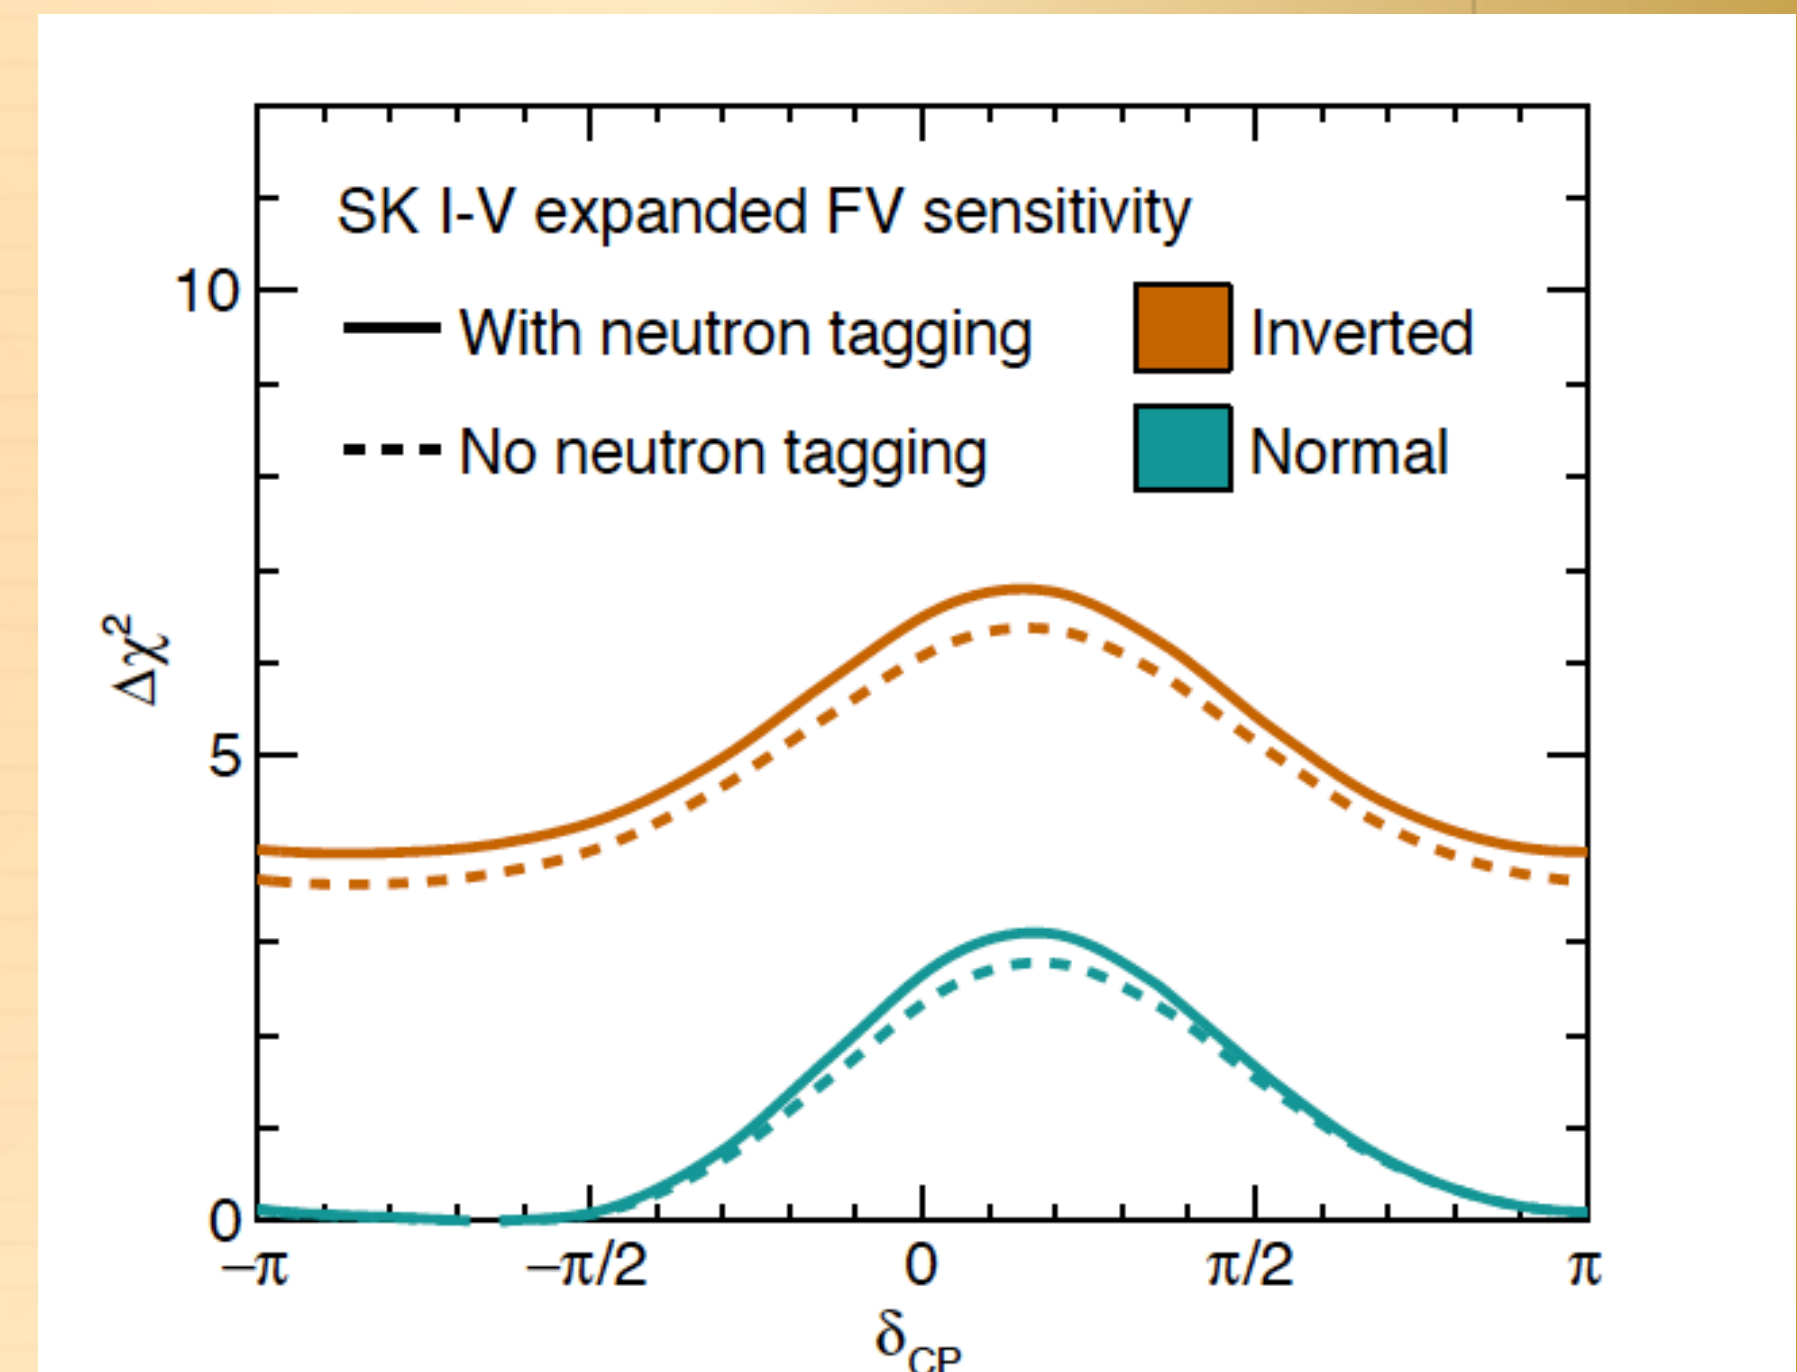 SK I-V expanded FV sensitivity
With neutron tagging
Inverted
No neutron tagging
Normal
10
5
0
Δχ²
−π
−π/2
0
π/2
π
δCP